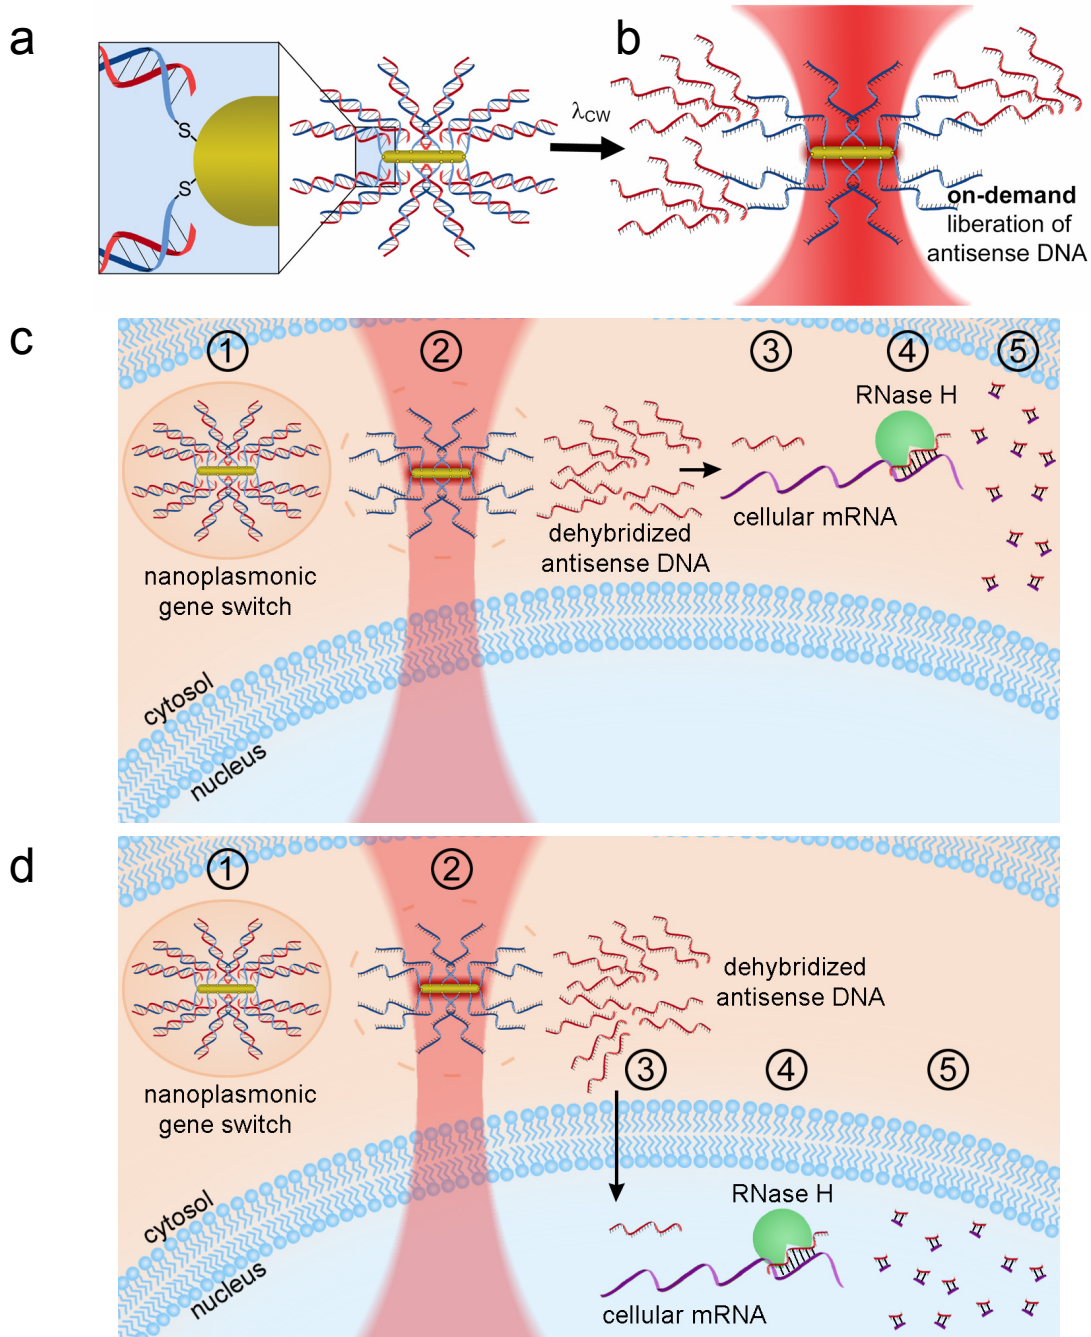 a
S
S
λCW
b
on-demand
liberation of
antisense DNA
c
1
2
3
4
5
RNase H
nanoplasmonic
gene switch
dehybridized
antisense DNA
cellular mRNA
cytosol
nucleus
d
1
2
nanoplasmonic
gene switch
dehybridized
antisense DNA
3
4
5
RNase H
cellular mRNA
cytosol
nucleus